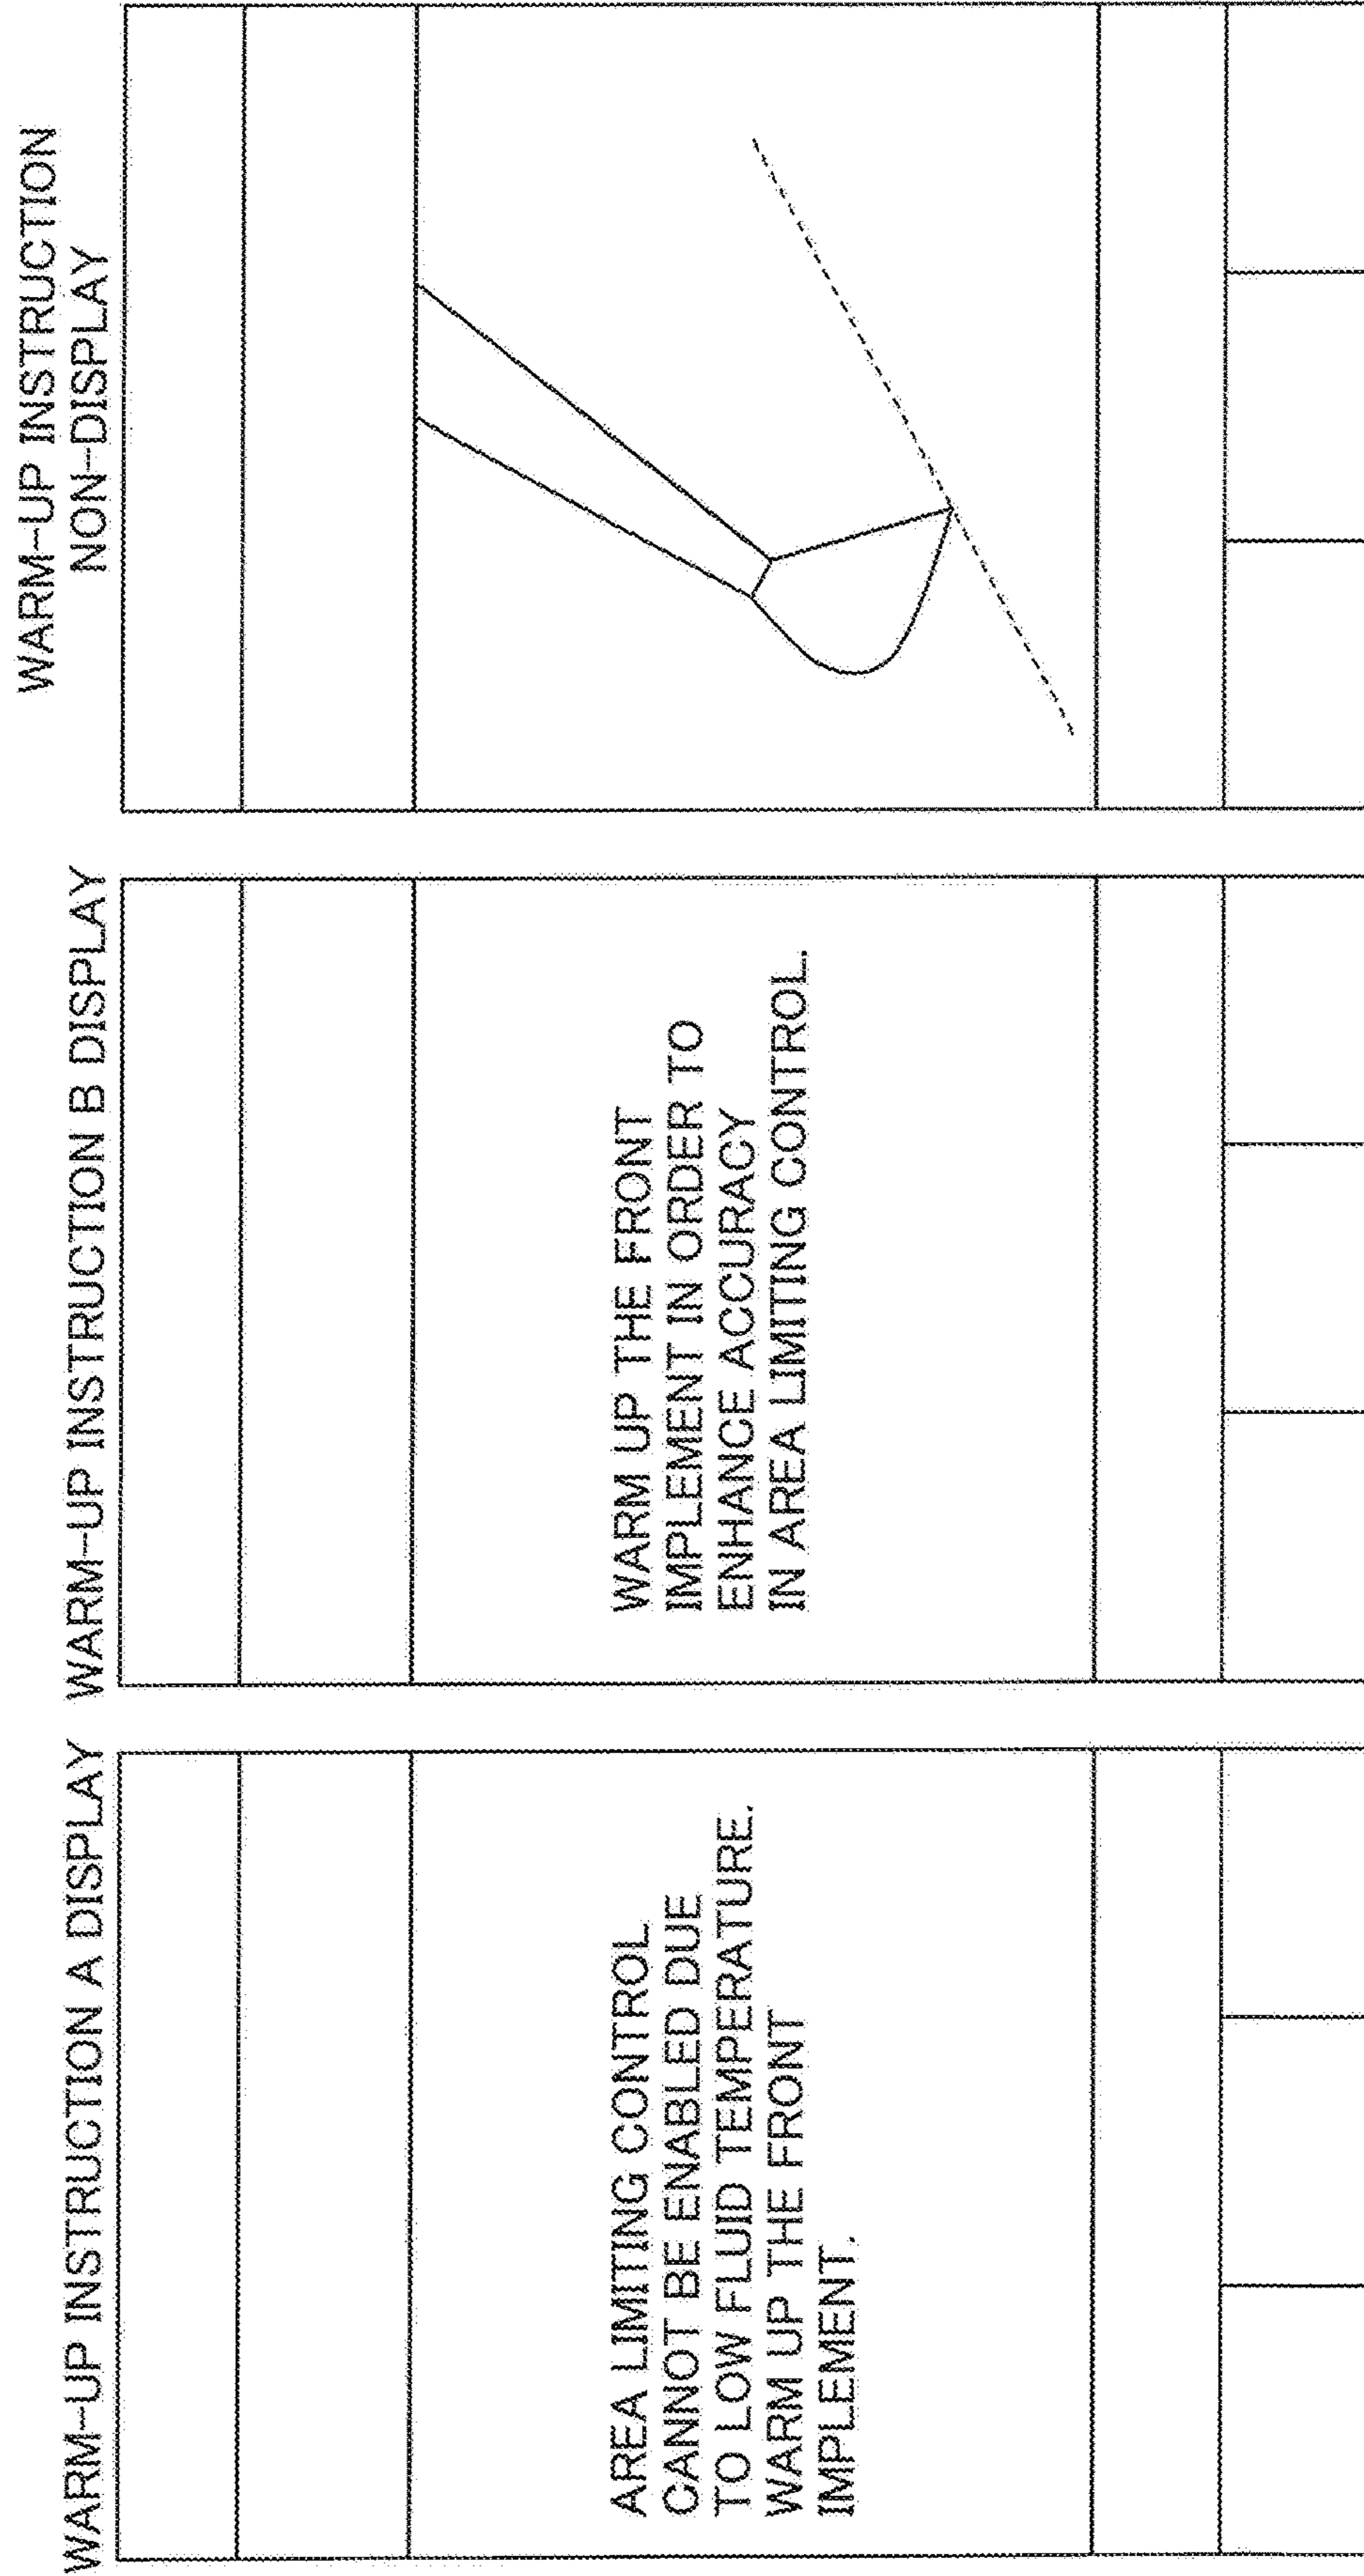 WARM-UP INSTRUCTION A DISPLAY
AREA LIMITING CONTROL
CANNOT BE ENABLED DUE
TO LOW FLUID TEMPERATURE.
WARM UP THE FRONT
IMPLEMENT.
WARM-UP INSTRUCTION B DISPLAY
WARM UP THE FRONT
IMPLEMENT IN ORDER TO
ENHANCE ACCURACY
IN AREA LIMITING CONTROL.
WARM-UP INSTRUCTION
NON-DISPLAY